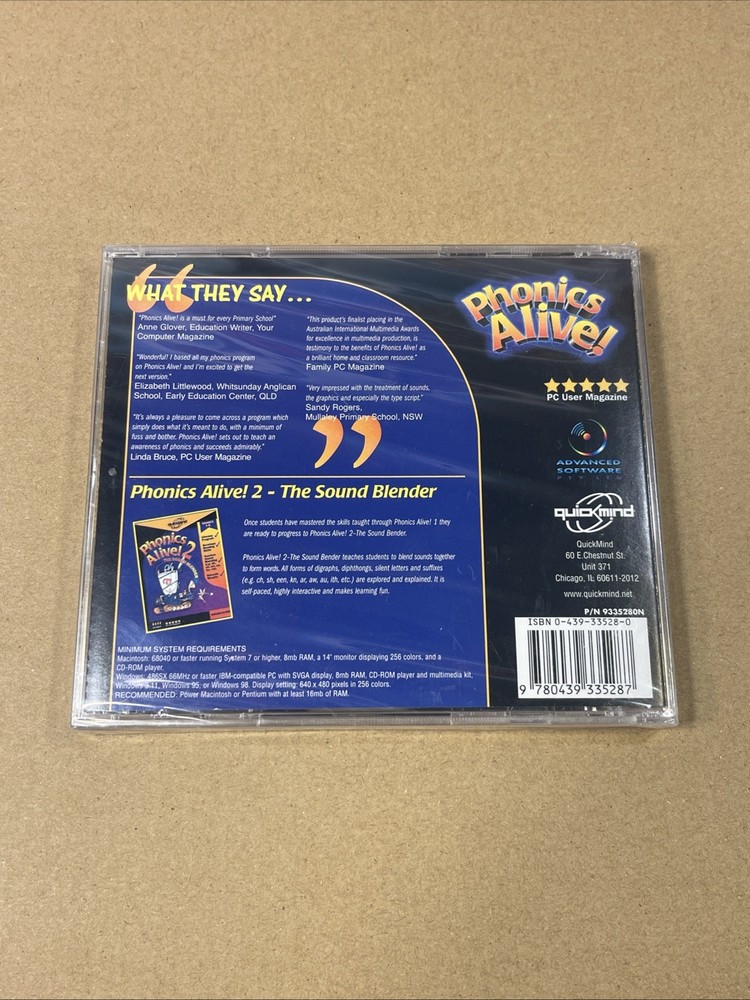 WHAT THEY SAY...
"Phonics Alive! is a must for every Primary School"
Anne Glover, Education Writer, Your
Computer Magazine
"Wonderful! I based all my phonics program
on Phonics Alive! and I'm excited to get the
next version."
Elizabeth Littlewood, Whitsunday Anglican
School, Early Education Center, QLD
"It's always a pleasure to come across a program which
simply does what it's meant to do, with a minimum of
fuss and bother. Phonics Alive! sets out to teach an
awareness of phonics and succeeds admirably."
Linda Bruce, PC User Magazine
"This product's finalist placing in the
Australian International Multimedia Awards
for excellence in multimedia production, is
testimony to the benefits of Phonics Alive! as
a brilliant home and classroom resource."
Family PC Magazine
"Very impressed with the treatment of sounds,
the graphics and especially the type script."
Sandy Rogers,
Mullaley Primary School, NSW
Phonics
Alive!
PC User Magazine
ADVANCED
SOFTWARE
PTY LTD
quickmind
QuickMind
60 E.Chestnut St.
Unit 371
Chicago, IL 60611-2012
www.quickmind.net
P/N 9335280N
ISBN 0-439-33528-0
9 780439 335287
Phonics Alive! 2 - The Sound Blender
quickmind
Phonics
Alive! 2
THE SOUND BLENDER
Once students have mastered the skills taught through Phonics Alive! 1 they
are ready to progress to Phonics Alive! 2-The Sound Bender.
Phonics Alive! 2-The Sound Blender teaches students to blend sounds together
to form words. All forms of digraphs, diphthongs, silent letters and suffixes
(e.g. ch, sh, een, kn, ar, aw, au, ith, etc.) are explored and explained. It is
self-paced, highly interactive and makes learning fun.
MINIMUM SYSTEM REQUIREMENTS
Macintosh: 68040 or faster running System 7 or higher, 8mb RAM, a 14" monitor displaying 256 colors, and a
CD-ROM player.
Windows: 486SX 66MHz or faster IBM-compatible PC with SVGA display, 8mb RAM, CD-ROM player and multimedia kit,
Windows 3.11, Windows 95, or Windows 98. Display setting: 640 x 480 pixels in 256 colors.
RECOMMENDED: Power Macintosh or Pentium with at least 16mb of RAM.